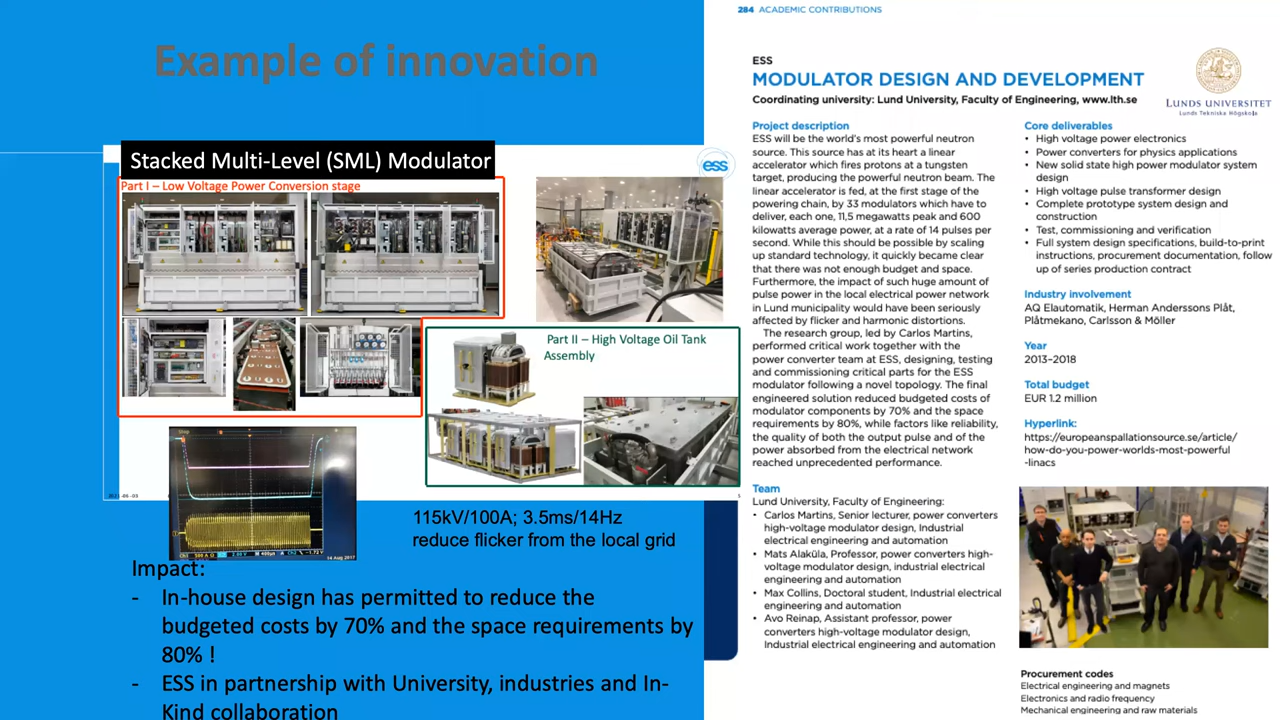 Example of innovation
Stacked Multi-Level (SML) Modulator
ess
Part I – Low Voltage Power Conversion stage
Part II – High Voltage Oil Tank
Assembly
115kV/100A; 3.5ms/14Hz
reduce flicker from the local grid
Impact:
- In-house design has permitted to reduce the
budgeted costs by 70% and the space requirements by
80% !
- ESS in partnership with University, industries and In-
Kind collaboration
284 ACADEMIC CONTRIBUTIONS
ESS
MODULATOR DESIGN AND DEVELOPMENT
Coordinating university: Lund University, Faculty of Engineering, www.lth.se
LUNDS UNIVERSITET
Lunds Tekniska Högskola
Project description
ESS will be the world's most powerful neutron
source. This source has at its heart a linear
accelerator which fires protons at a tungsten
target, producing the powerful neutron beam. The
linear accelerator is fed, at the first stage of the
powering chain, by 33 modulators which have to
deliver, each one, 11,5 megawatts peak and 600
kilowatts average power, at a rate of 14 pulses per
second. While this should be possible by scaling
up standard technology, it quickly became clear
that there was not enough budget and space.
Furthermore, the impact of such huge amount of
pulse power in the local electrical power network
in Lund municipality would have been seriously
affected by flicker and harmonic distortions.
The research group, led by Carlos Martins,
performed critical work together with the
power converter team at ESS, designing, testing
and commissioning critical parts for the ESS
modulator following a novel topology. The final
engineered solution reduced budgeted costs of
modulator components by 70% and the space
requirements by 80%, while factors like reliability,
the quality of both the output pulse and of the
power absorbed from the electrical network
reached unprecedented performance.
Team
Lund University, Faculty of Engineering:
• Carlos Martins, Senior lecturer, power converters
high-voltage modulator design, Industrial
electrical engineering and automation
• Mats Alaküla, Professor, power converters high-
voltage modulator design, industrial electrical
engineering and automation
• Max Collins, Doctoral student, Industrial electrical
engineering and automation
• Avo Reinap, Assistant professor, power
converters high-voltage modulator design,
Industrial electrical engineering and automation
Core deliverables
• High voltage power electronics
• Power converters for physics applications
• New solid state high power modulator system
design
• High voltage pulse transformer design
• Complete prototype system design and
construction
• Test, commissioning and verification
• Full system design specifications, build-to-print
instructions, procurement documentation, follow
up of series production contract
Industry involvement
AQ Elautomatik, Herman Anderssons Plåt,
Plåtmekano, Carlsson & Möller
Year
2013–2018
Total budget
EUR 1.2 million
Hyperlink:
https://europeanspallationsource.se/article/
how-do-you-power-worlds-most-powerful
-linacs
Procurement codes
Electrical engineering and magnets
Electronics and radio frequency
Mechanical engineering and raw materials